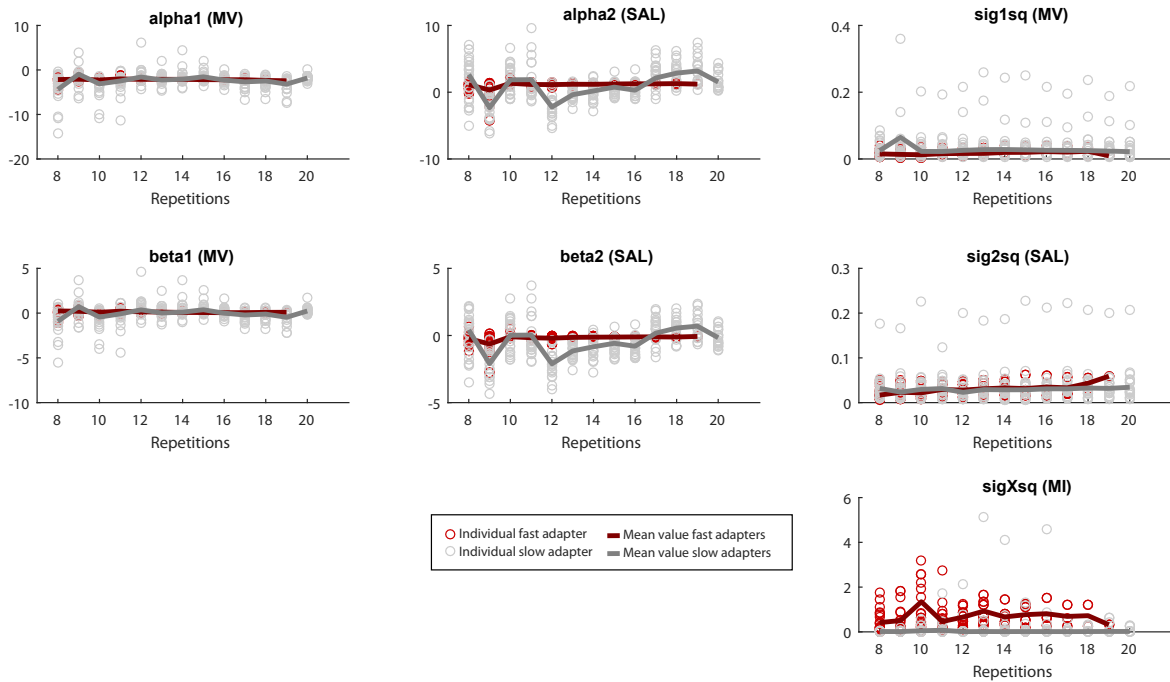 alpha1 (MV)
10
0
-10
-20
8 10 12 14 16 18 20
Repetitions
alpha2 (SAL)
10
0
-10
8 10 12 14 16 18 20
Repetitions
sig1sq (MV)
0.4
0.2
0
8 10 12 14 16 18 20
Repetitions
beta1 (MV)
5
0
-5
-10
8 10 12 14 16 18 20
Repetitions
beta2 (SAL)
5
0
-5
8 10 12 14 16 18 20
Repetitions
sig2sq (SAL)
0.3
0.2
0.1
0
8 10 12 14 16 18 20
Repetitions
Individual fast adapter Mean value fast adapters
Individual slow adapter Mean value slow adapters
sigXsq (MI)
6
4
2
0
8 10 12 14 16 18 20
Repetitions